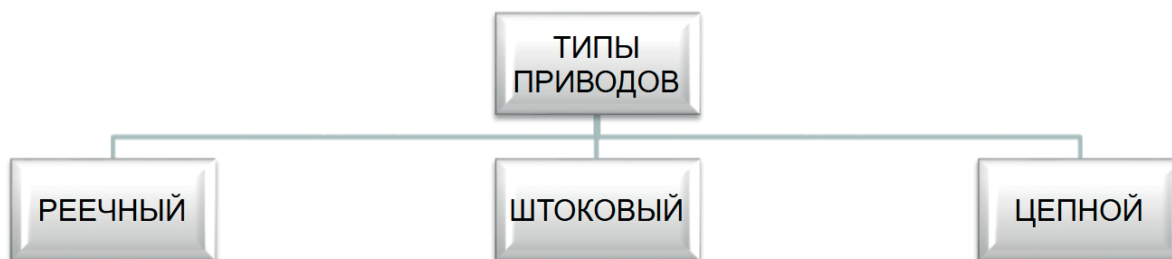 ТИПЫ
ПРИВОДОВ
РЕЕЧНЫЙ
ШТОКОВЫЙ
ЦЕПНОЙ